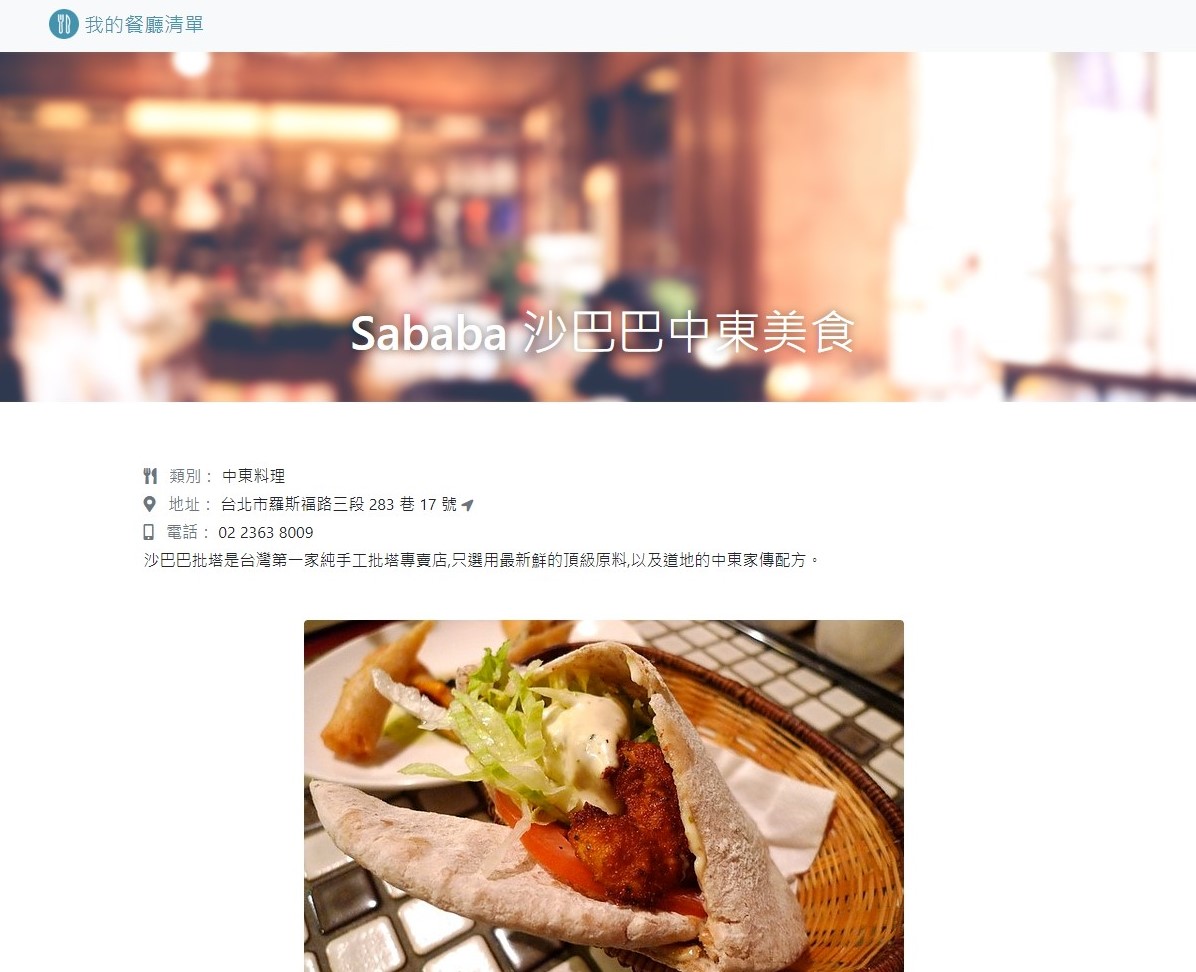 我的餐廳清單
Sababa 沙巴巴中東美食
類別： 中東料理
地址： 台北市羅斯福路三段 283 巷 17 號
電話： 02 2363 8009
沙巴巴批塔是台灣第一家純手工批塔專賣店,只選用最新鮮的頂級原料,以及道地的中東家傳配方。